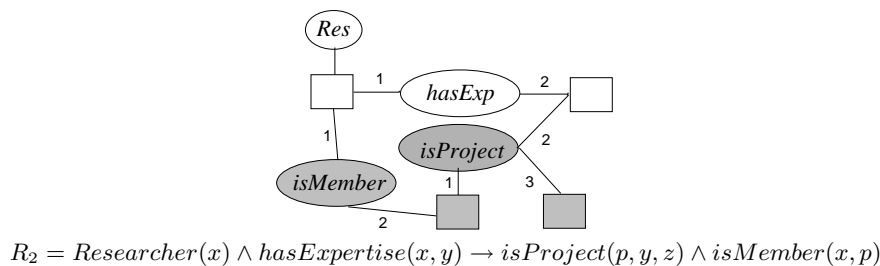 Res
1
hasExp
2
1
isProject
2
isMember
1
3
2
R₂ = Researcher(x) ∧ hasExpertise(x, y) → isProject(p, y, z) ∧ isMember(x, p)